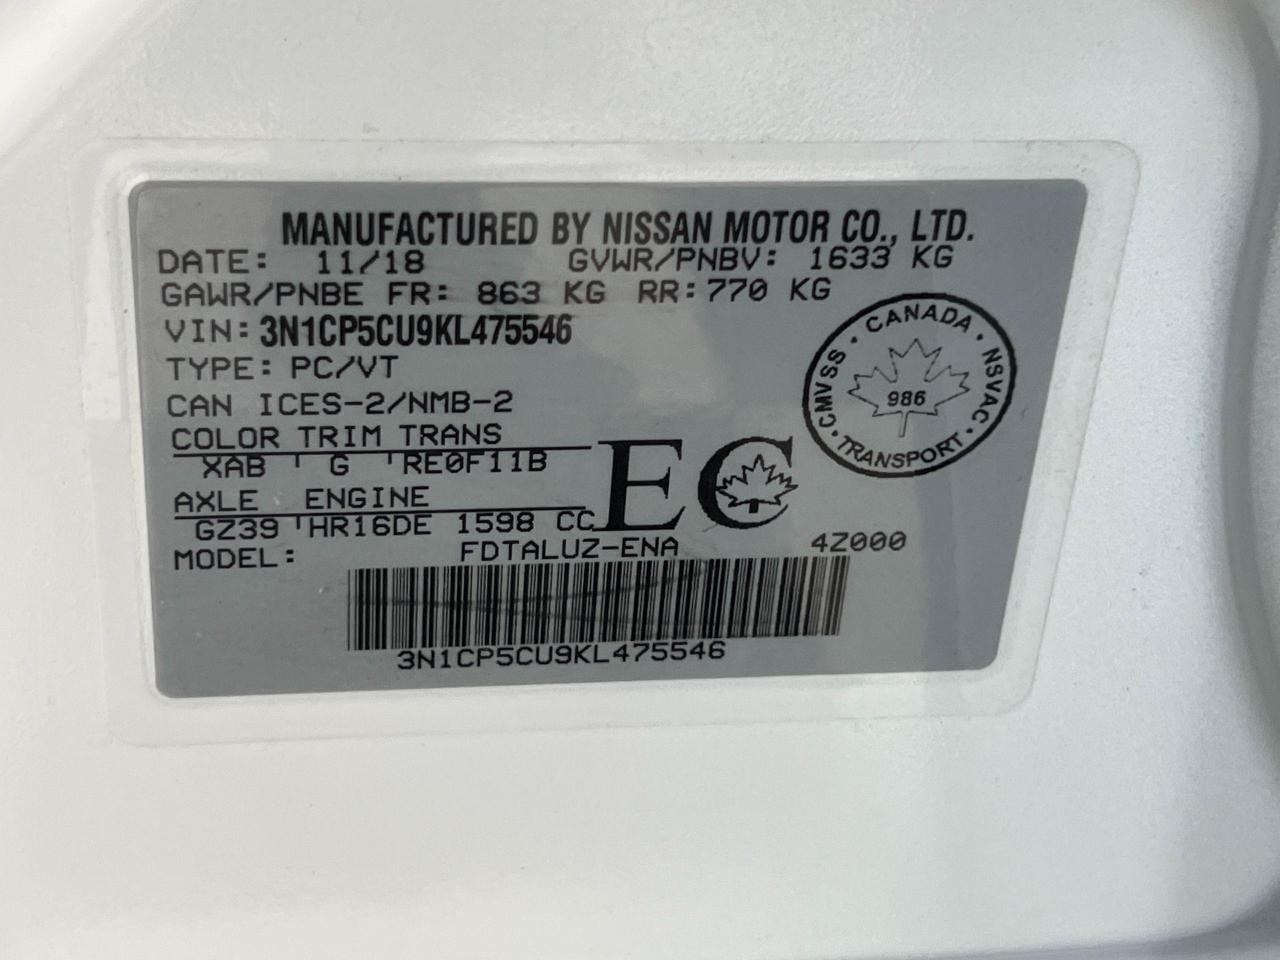 MANUFACTURED BY NISSAN MOTOR CO., LTD.
DATE: 11/18 GVWR/PNBV: 1633 KG
GAWR/PNBE FR: 863 KG RR: 770 KG
VIN: 3N1CP5CU9KL475546
TYPE: PC/VT
CAN ICES-2/NMB-2
COLOR TRIM TRANS
XAB G RE0F11B
AXLE ENGINE
GZ39 HR16DE 1598 CC
EC
MODEL: FDTALUZ-ENA 4Z000
3N1CP5CU9KL475546
CANADA
CMVSS
NSVAC
986
TRANSPORT